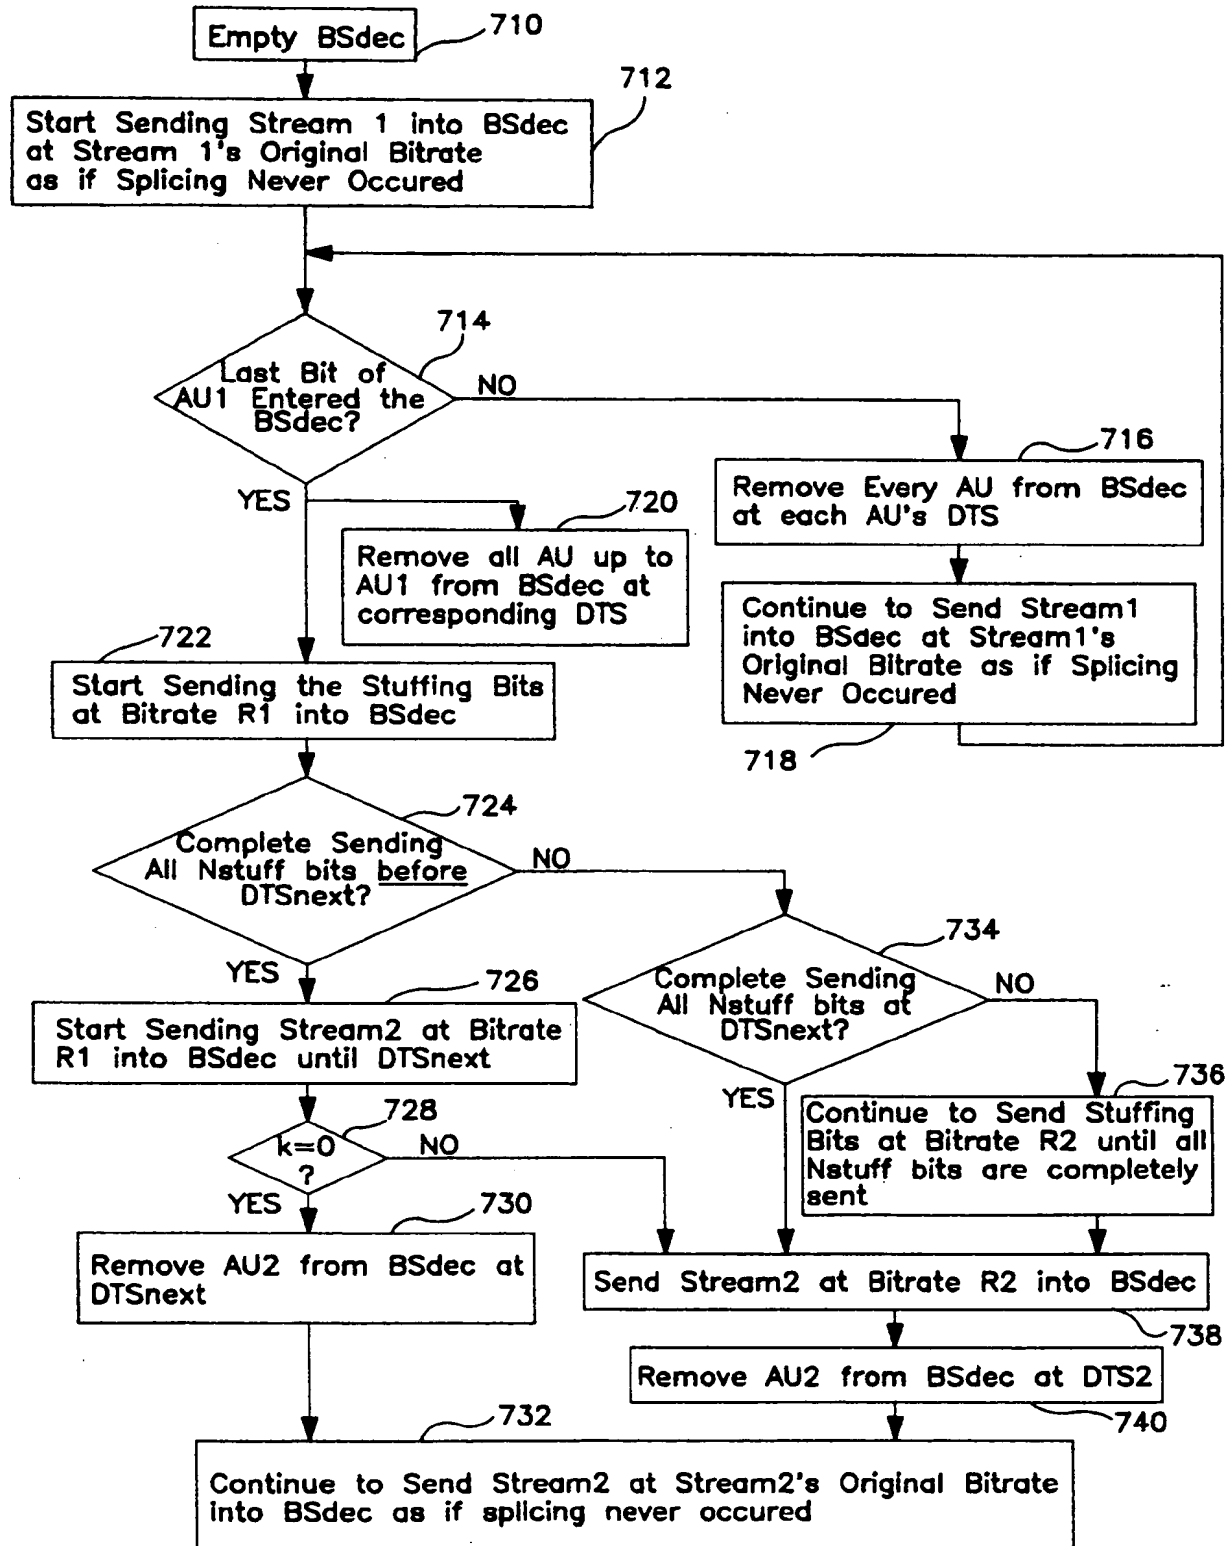 Empty BSdec
710
712
Start Sending Stream 1 into BSdec
at Stream 1's Original Bitrate
as if Splicing Never Occured
714
Last Bit of
AU1 Entered the
BSdec?
NO
YES
716
Remove Every AU from BSdec
at each AU's DTS
720
Remove all AU up to
AU1 from BSdec at
corresponding DTS
Continue to Send Stream1
into BSdec at Stream1's
Original Bitrate as if Splicing
Never Occured
718
722
Start Sending the Stuffing Bits
at Bitrate R1 into BSdec
724
Complete Sending
All Nstuff bits before
DTSnext?
NO
YES
734
Complete Sending
All Nstuff bits at
DTSnext?
NO
YES
726
Start Sending Stream2 at Bitrate
R1 into BSdec until DTSnext
736
Continue to Send Stuffing
Bits at Bitrate R2 until all
Nstuff bits are completely
sent
728
k=0
?
NO
YES
730
Remove AU2 from BSdec at
DTSnext
Send Stream2 at Bitrate R2 into BSdec
738
Remove AU2 from BSdec at DTS2
740
732
Continue to Send Stream2 at Stream2's Original Bitrate
into BSdec as if splicing never occured